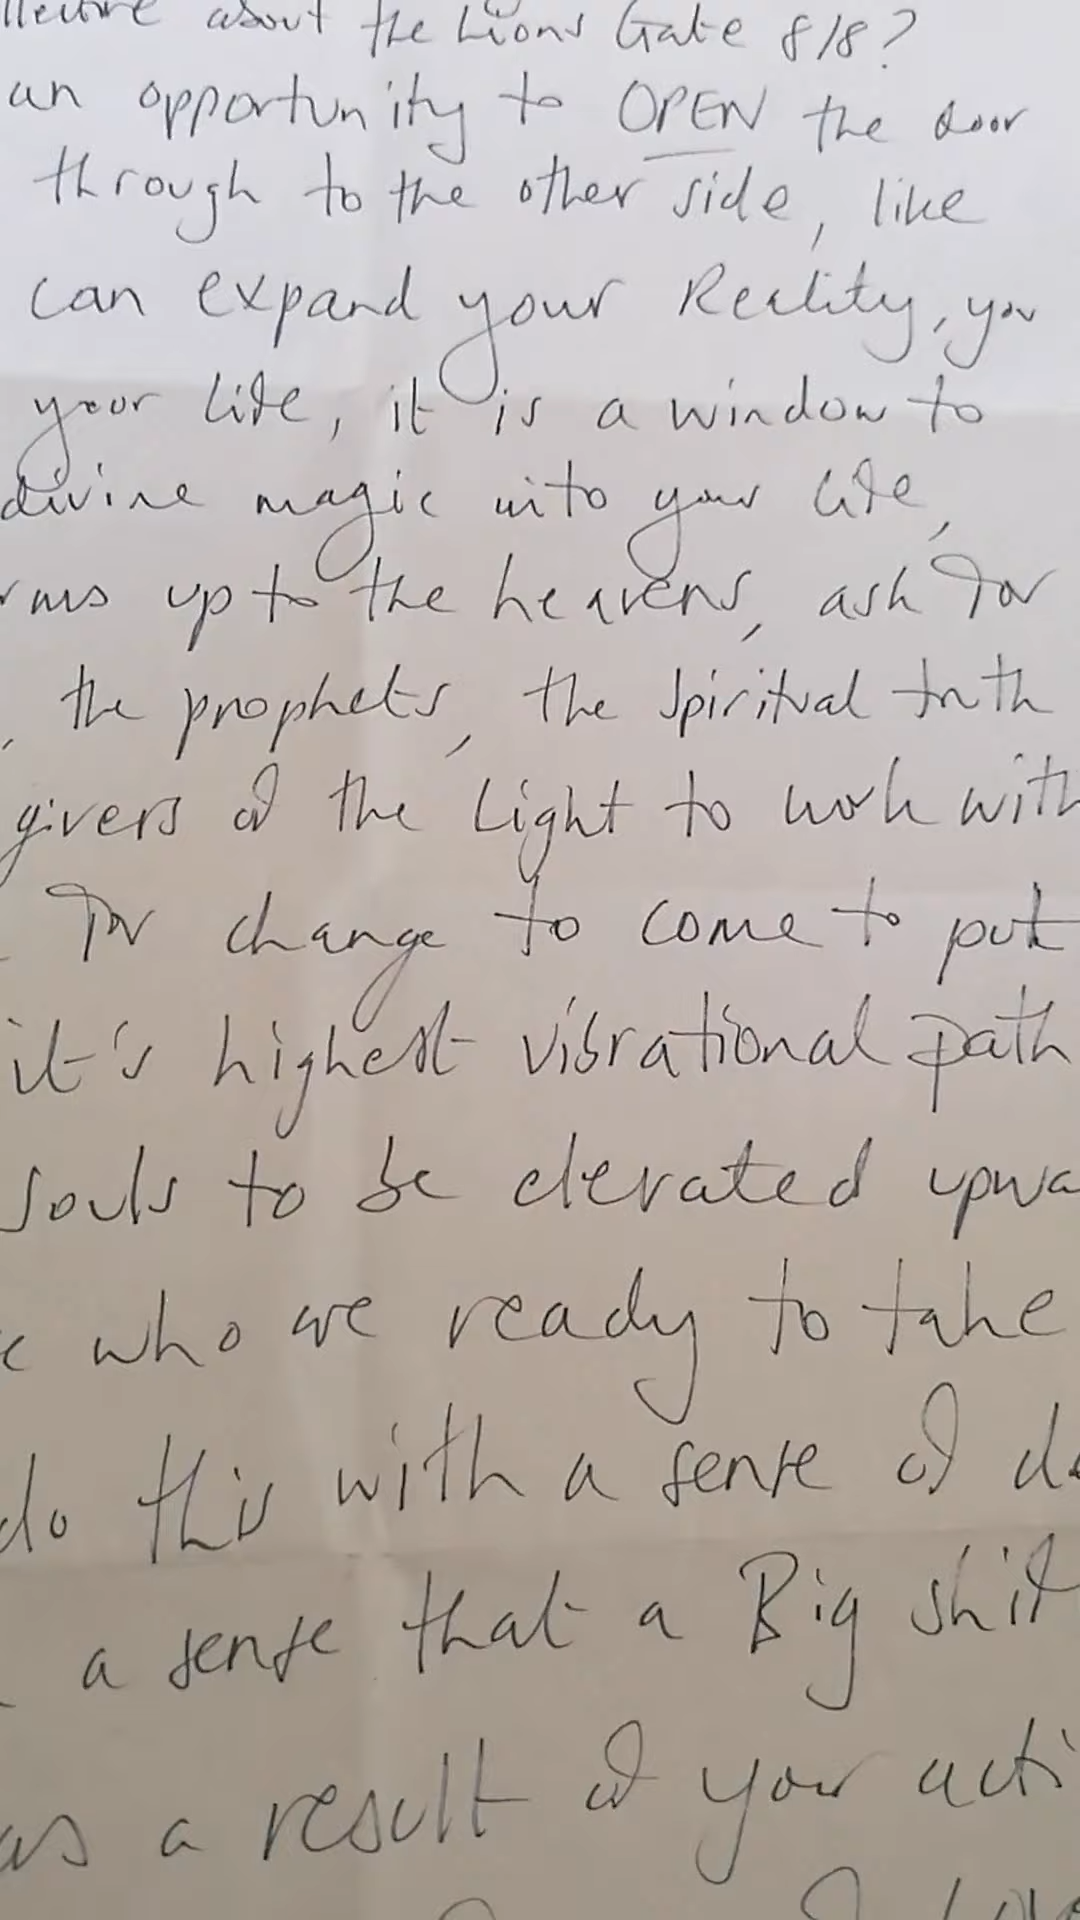 about the Lions Gate 8/8?
an opportunity to OPEN the door
through to the other side, like
can expand your Reality, you
your life, it is a window to
divine magic into your life,
up to the heavens, ask for
, the prophets, the spiritual truth
givers of the Light to work with
for change to come to put
it's highest vibrational path
souls to be elevated
who are ready to take
do this with a sense of
a sense that a Big shift
as a result of your